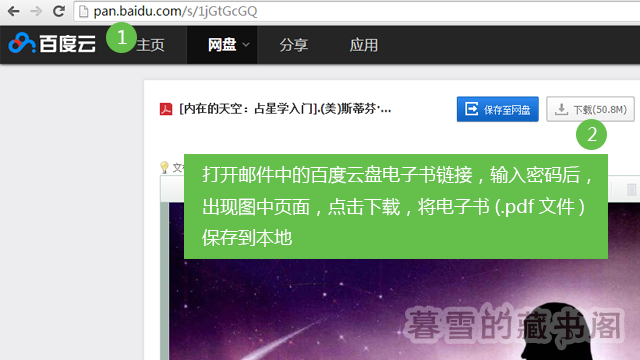 pan.baidu.com/s/1jGtGcGQ
百度云 1 主页 网盘 分享 应用
[内在的天空：占星学入门].(美)斯蒂芬·... 保存至网盘 下载(50.8M)
2
打开邮件中的百度云盘电子书链接，输入密码后，
出现图中页面，点击下载，将电子书 (.pdf 文件)
保存到本地
暮雪的藏书阁